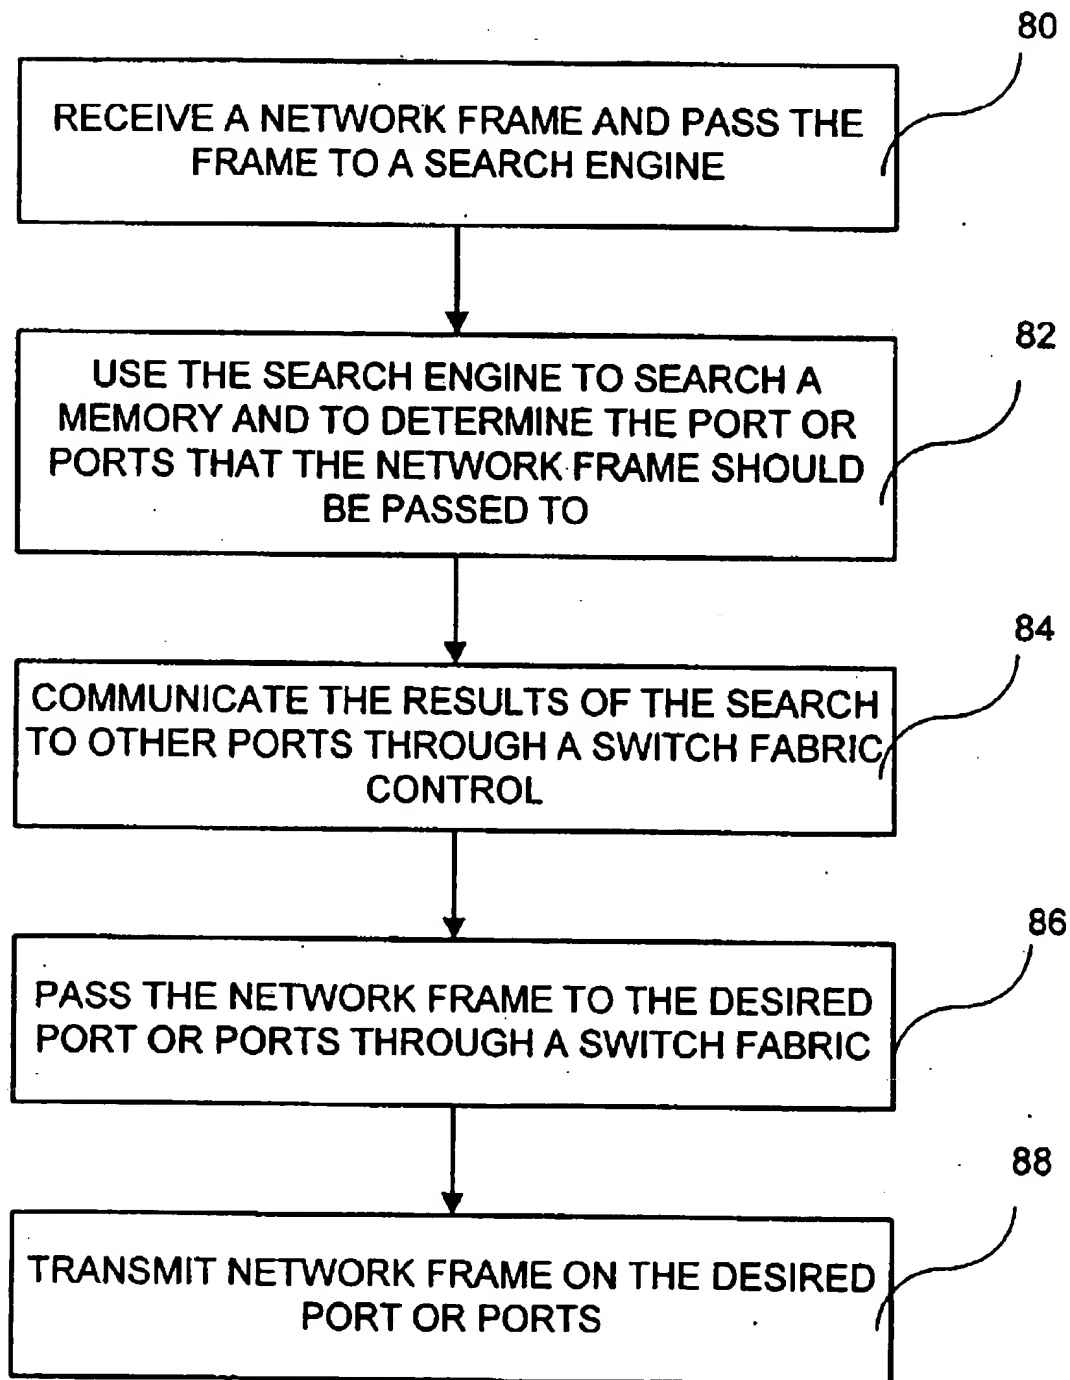 80
RECEIVE A NETWORK FRAME AND PASS THE
FRAME TO A SEARCH ENGINE
82
USE THE SEARCH ENGINE TO SEARCH A
MEMORY AND TO DETERMINE THE PORT OR
PORTS THAT THE NETWORK FRAME SHOULD
BE PASSED TO
84
COMMUNICATE THE RESULTS OF THE SEARCH
TO OTHER PORTS THROUGH A SWITCH FABRIC
CONTROL
86
PASS THE NETWORK FRAME TO THE DESIRED
PORT OR PORTS THROUGH A SWITCH FABRIC
88
TRANSMIT NETWORK FRAME ON THE DESIRED
PORT OR PORTS